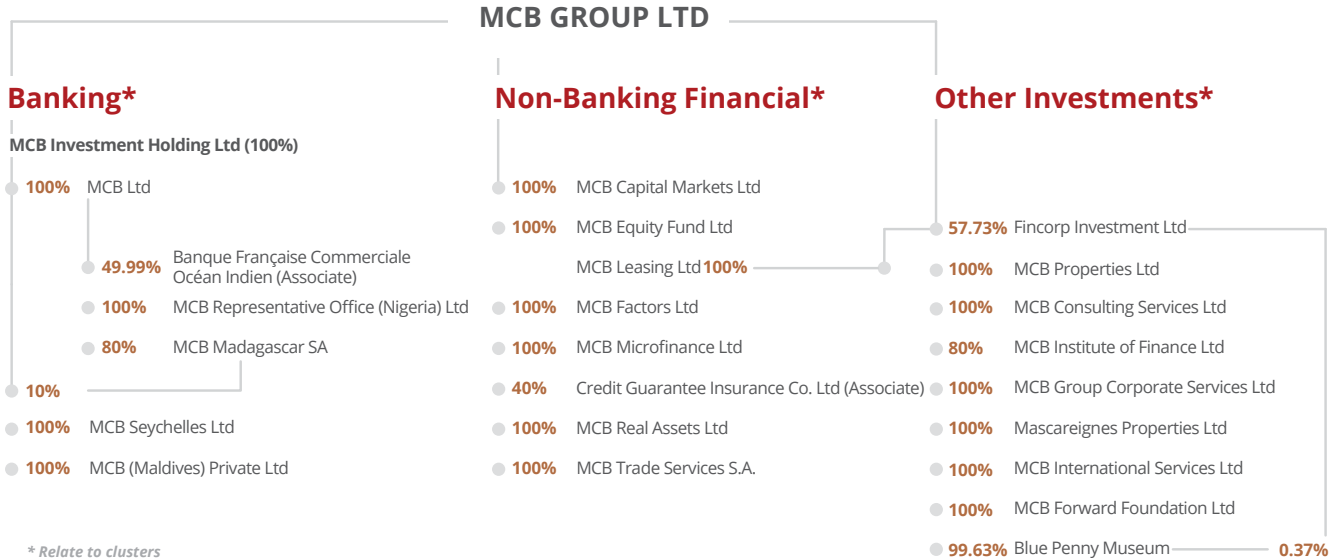 MCB GROUP LTD
Banking*
MCB Investment Holding Ltd (100%)
100% MCB Ltd
49.99% Banque Française Commerciale
Océan Indien (Associate)
100% MCB Representative Office (Nigeria) Ltd
80% MCB Madagascar SA
10%
100% MCB Seychelles Ltd
100% MCB (Maldives) Private Ltd
* Relate to clusters
Non-Banking Financial*
100% MCB Capital Markets Ltd
100% MCB Equity Fund Ltd
MCB Leasing Ltd 100%
100% MCB Factors Ltd
100% MCB Microfinance Ltd
40% Credit Guarantee Insurance Co. Ltd (Associate)
100% MCB Real Assets Ltd
100% MCB Trade Services S.A.
Other Investments*
57.73% Fincorp Investment Ltd
100% MCB Properties Ltd
100% MCB Consulting Services Ltd
80% MCB Institute of Finance Ltd
100% MCB Group Corporate Services Ltd
100% Mascareignes Properties Ltd
100% MCB International Services Ltd
100% MCB Forward Foundation Ltd
99.63% Blue Penny Museum 0.37%